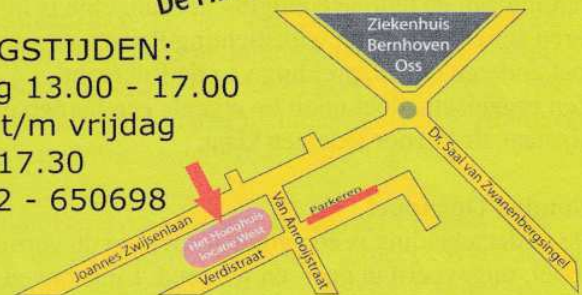 De
GSTIJDEN:
g 13.00 - 17.00
t/m vrijdag
17.30
2 - 650698
Ziekenhuis
Bernhoven
Oss
Dr. Saal van Zwanenbergsingel
Parkeren
Van Anrooijstraat
Het Hooghuis
locatie West
Joannes Zwijsenlaan
Verdistraat